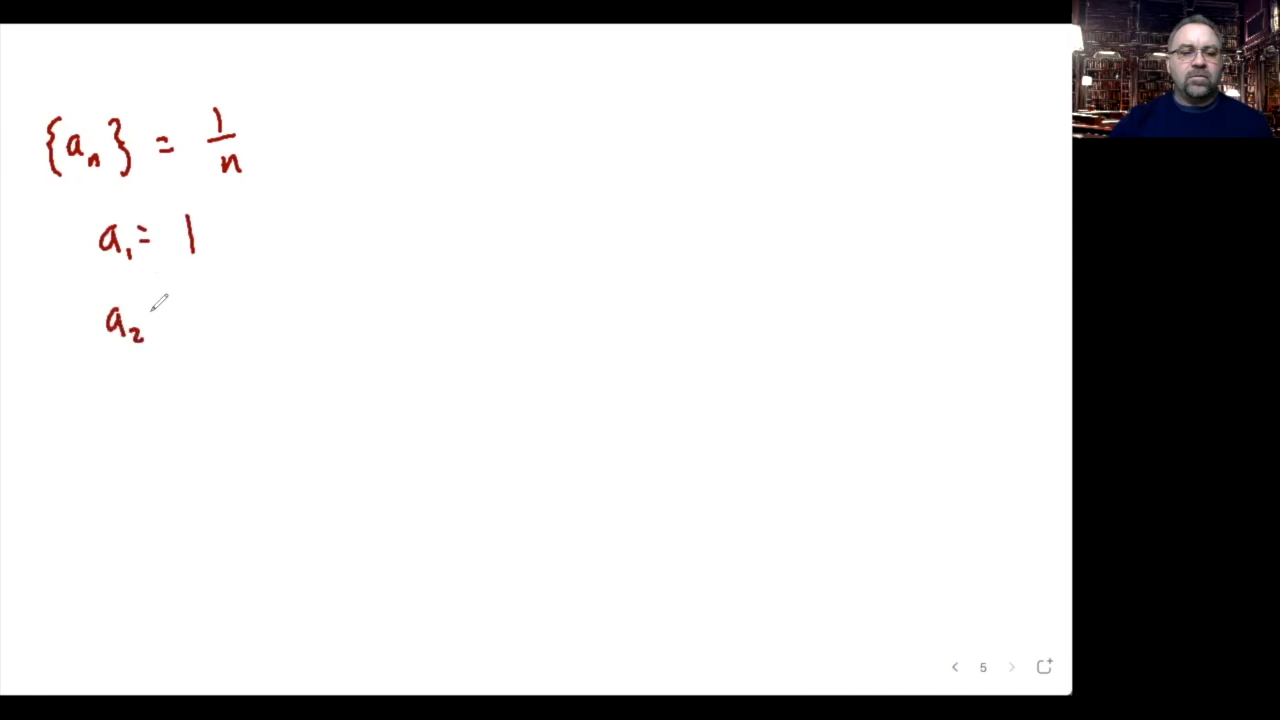 {aₙ} = 1/n
a₁ = 1
a₂
5